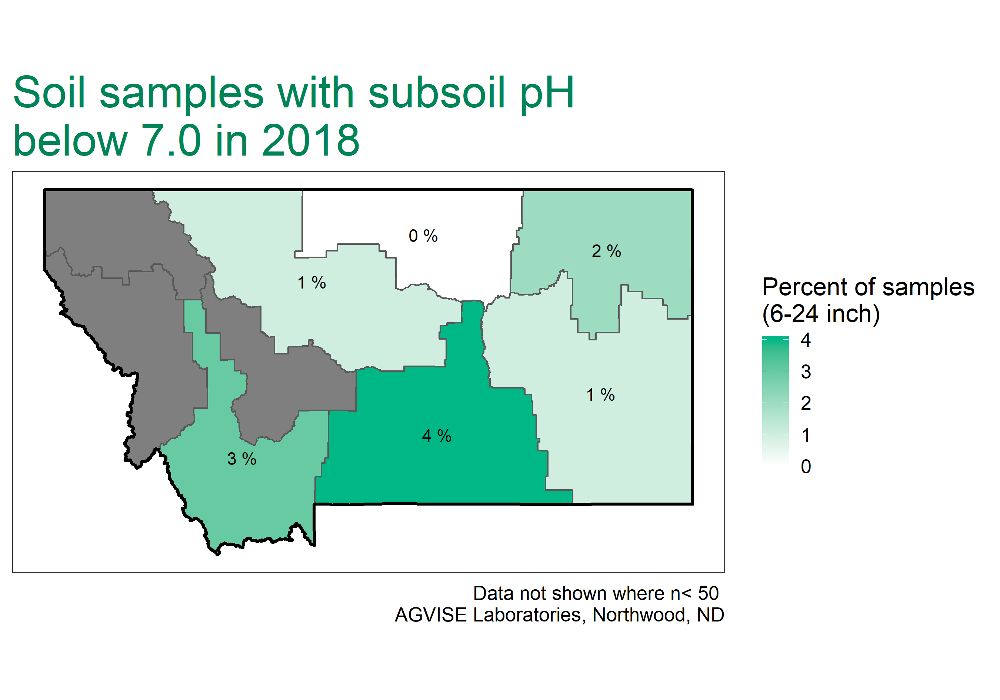 Soil samples with subsoil pH
below 7.0 in 2018
0 %
2 %
1 %
1 %
4 %
3 %
Percent of samples
(6-24 inch)
4
3
2
1
0
Data not shown where n< 50
AGVISE Laboratories, Northwood, ND